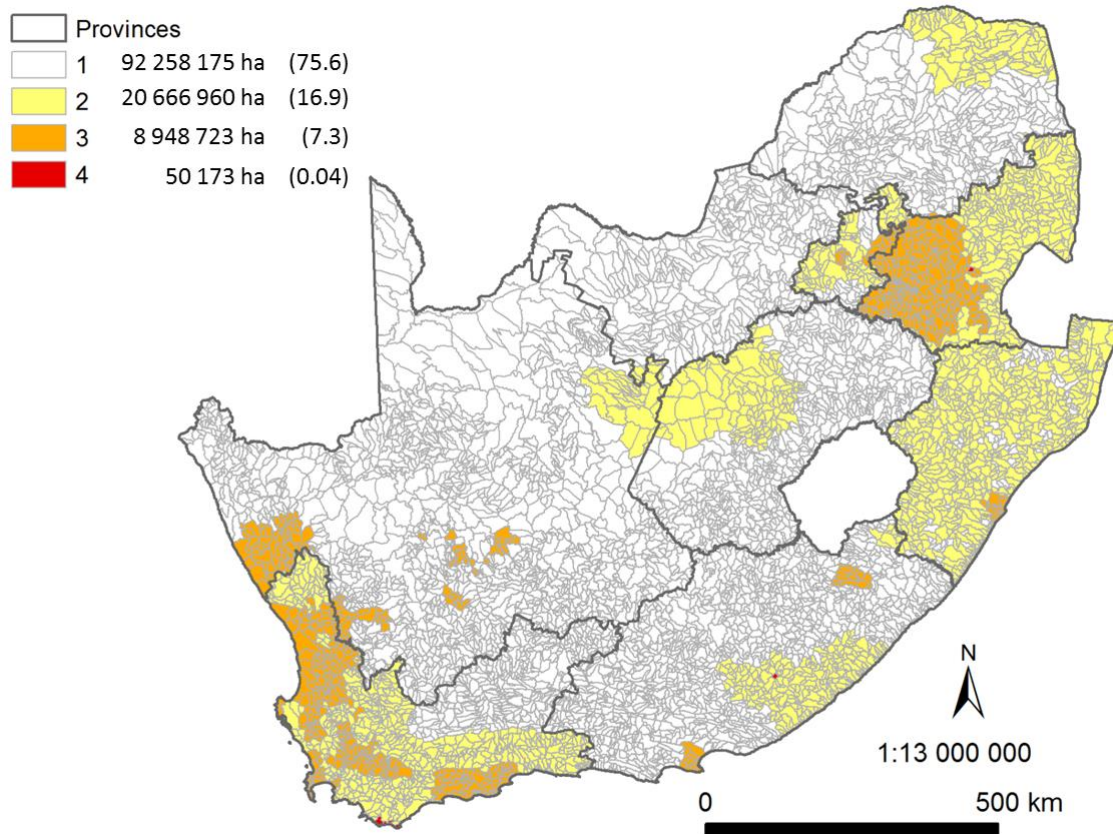 Provinces
1 92 258 175 ha (75.6)
2 20 666 960 ha (16.9)
3 8 948 723 ha (7.3)
4 50 173 ha (0.04)
N
1:13 000 000
0 500 km